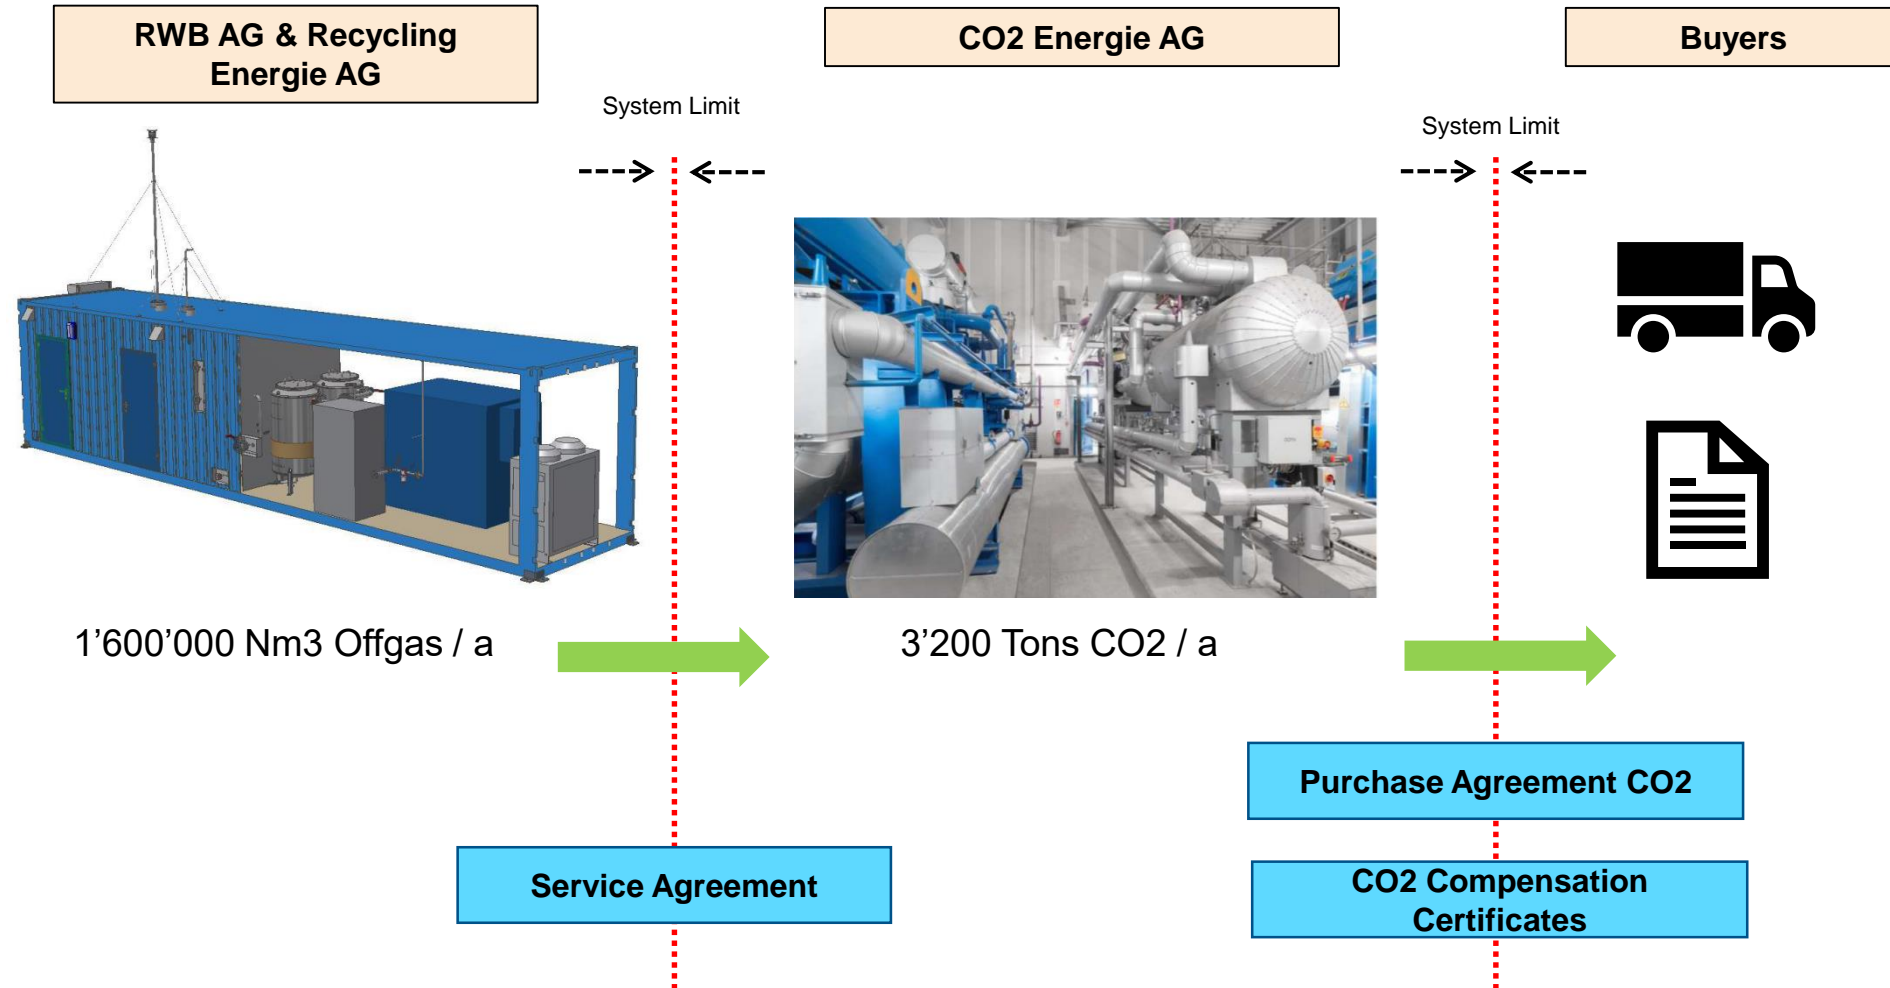 RWB AG & Recycling
Energie AG
CO2 Energie AG
Buyers
System Limit
System Limit
1’600’000 Nm3 Offgas / a
3’200 Tons CO2 / a
Purchase Agreement CO2
Service Agreement
CO2 Compensation
Certificates